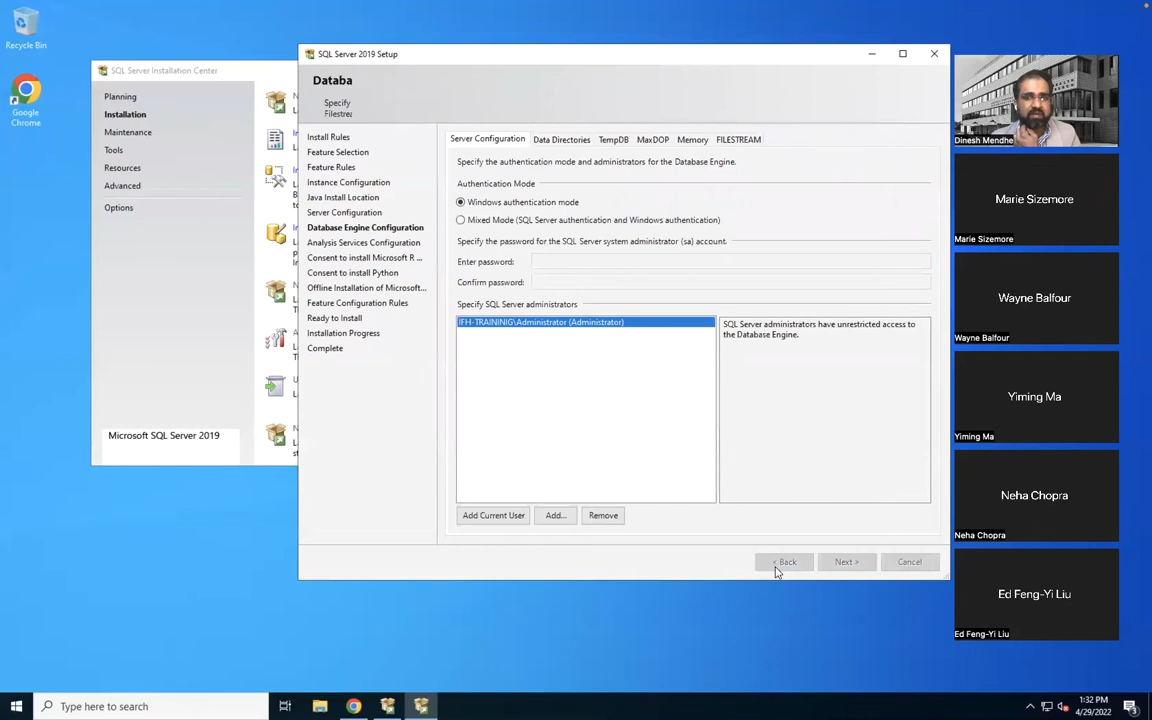 Recycle Bin
Google
Chrome
SQL Server Installation Center
Planning
Installation
Maintenance
Tools
Resources
Advanced
Options
Microsoft SQL Server 2019
SQL Server 2019 Setup
Databa
Specify
Filestre
Install Rules
Feature Selection
Feature Rules
Instance Configuration
Java Install Location
Server Configuration
Database Engine Configuration
Analysis Services Configuration
Consent to install Microsoft R ...
Consent to install Python
Offline Installation of Microsoft...
Feature Configuration Rules
Ready to Install
Installation Progress
Complete
Server Configuration Data Directories TempDB MaxDOP Memory FILESTREAM
Specify the authentication mode and administrators for the Database Engine.
Authentication Mode
Windows authentication mode
Mixed Mode (SQL Server authentication and Windows authentication)
Specify the password for the SQL Server system administrator (sa) account.
Enter password:
Confirm password:
Specify SQL Server administrators
IFH-TRAINING\Administrator (Administrator)
SQL Server administrators have unrestricted access to
the Database Engine.
Add Current User Add... Remove
< Back Next > Cancel
Dinesh Mendhe
Marie Sizemore
Marie Sizemore
Wayne Balfour
Wayne Balfour
Yiming Ma
Yiming Ma
Neha Chopra
Neha Chopra
Ed Feng-Yi Liu
Ed Feng-Yi Liu
Type here to search
1:32 PM
4/29/2022
3